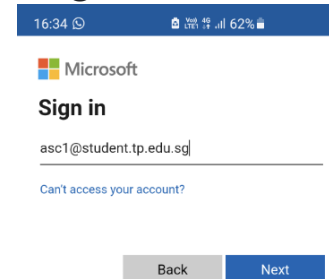 16:34 62%
Microsoft
Sign in
asc1@student.tp.edu.sg
Can't access your account?
Back Next